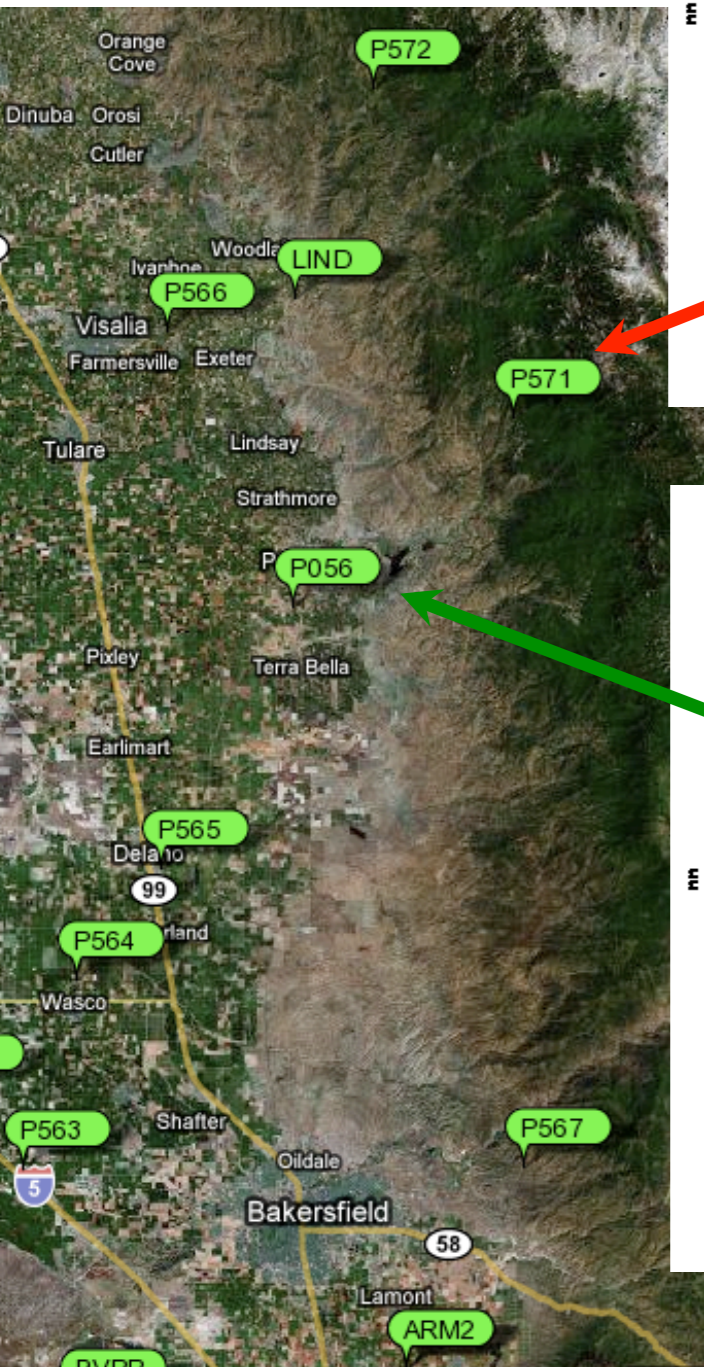 Orange
Cove
P572
Dinuba
Orosi
Cutler
Woodla
LIND
Ivanhoe
P566
Visalia
Farmersville
Exeter
P571
Tulare
Lindsay
Strathmore
P
P056
Pixley
Terra Bella
Earlimart
P565
Delano
99
P564
rland
Wasco
P563
Shafter
P567
5
Oildale
Bakersfield
58
Lamont
ARM2